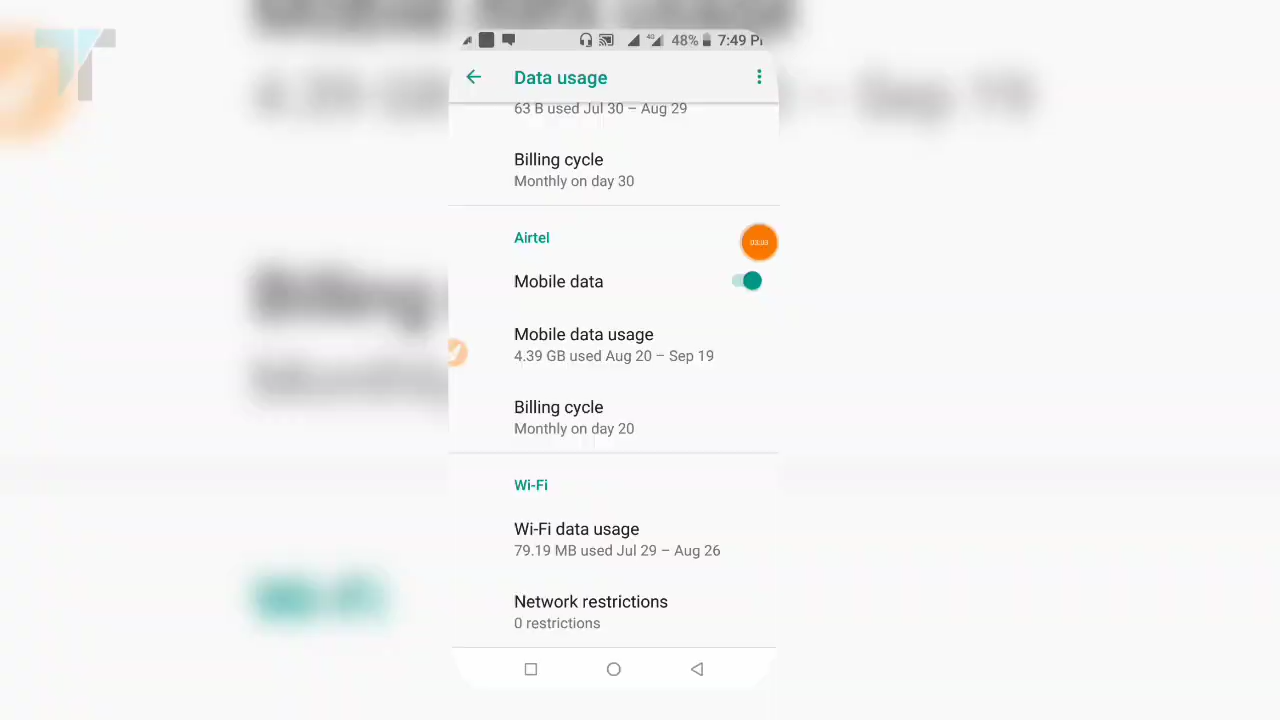 48%
7:49
Data usage
63 B used Jul 30 – Aug 29
Billing cycle
Monthly on day 30
Airtel
Mobile data
Mobile data usage
4.39 GB used Aug 20 – Sep 19
Billing cycle
Monthly on day 20
Wi-Fi
Wi-Fi data usage
79.19 MB used Jul 29 – Aug 26
Network restrictions
0 restrictions